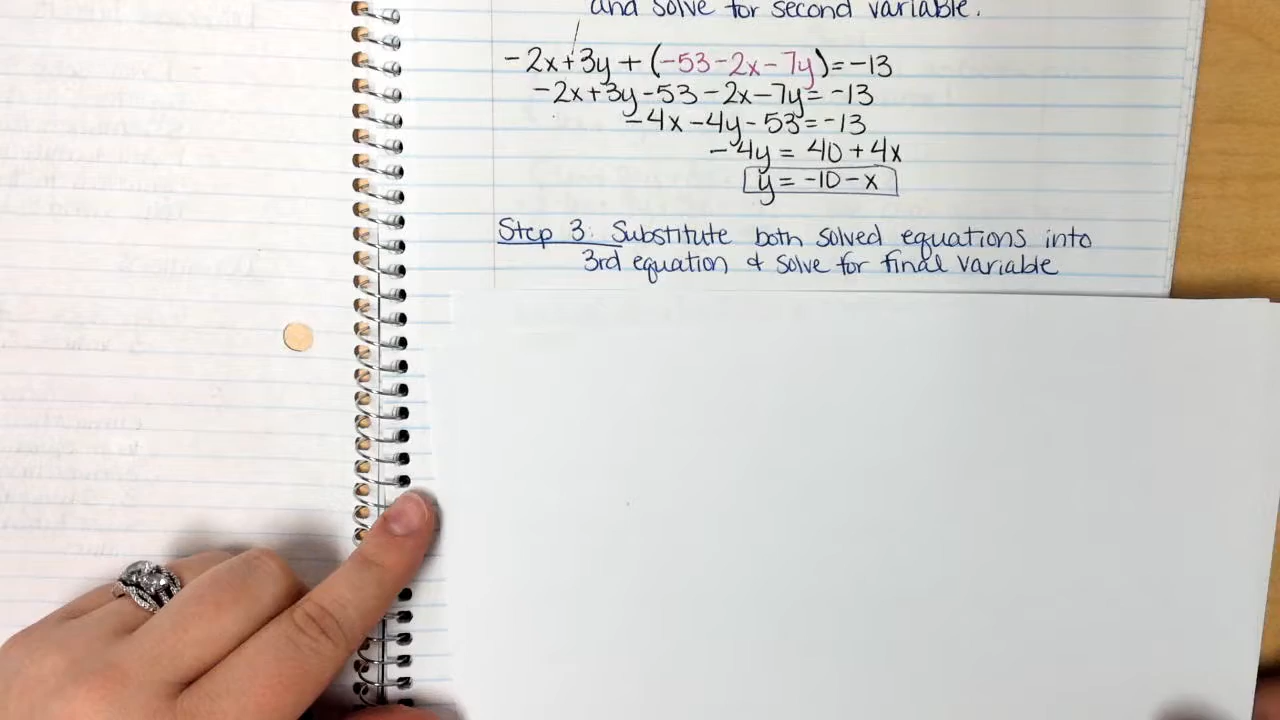 and solve for second variable.
-2x+3y+(-53-2x-7y)=-13
-2x+3y-53-2x-7y=-13
-4x-4y-53=-13
-4y=40+4x
y=-10-x
Step 3: Substitute both solved equations into
3rd equation & solve for final variable